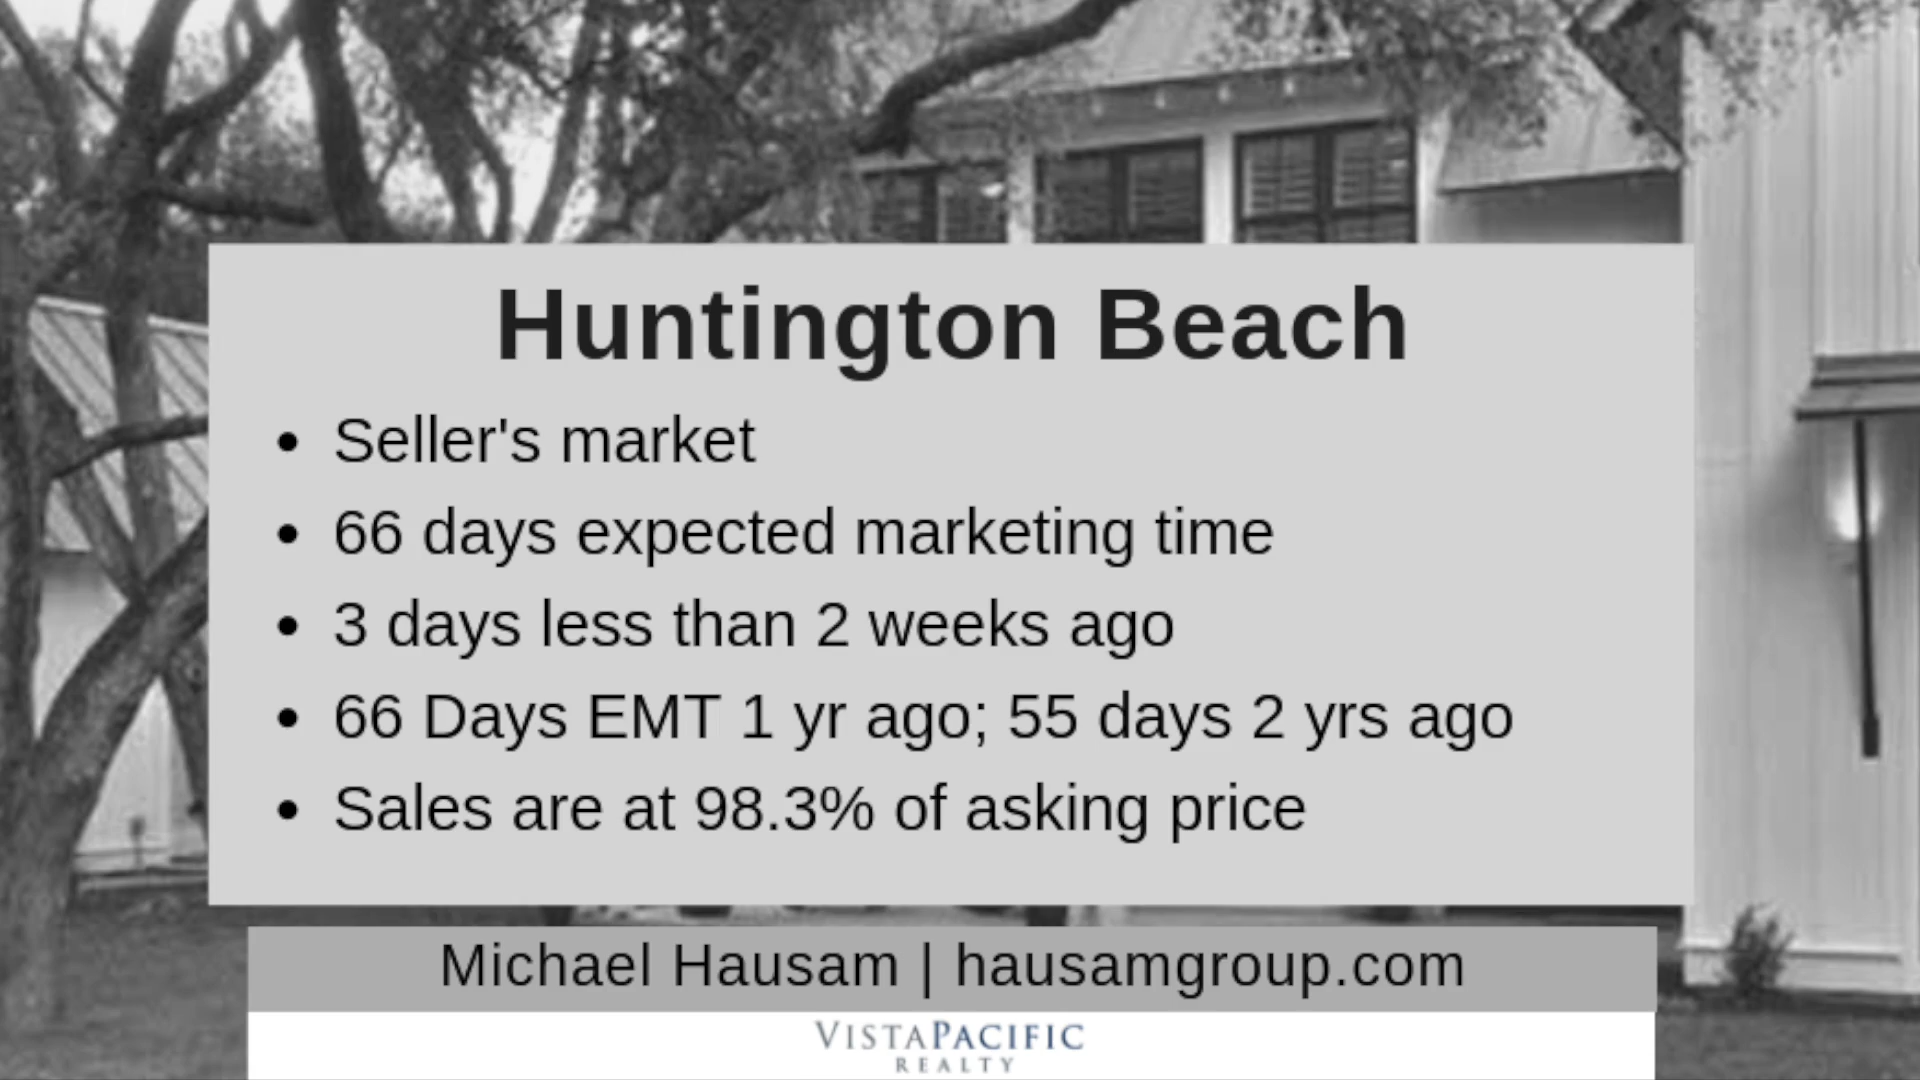 Huntington Beach
• Seller's market
• 66 days expected marketing time
• 3 days less than 2 weeks ago
• 66 Days EMT 1 yr ago; 55 days 2 yrs ago
• Sales are at 98.3% of asking price
Michael Hausam | hausamgroup.com
VISTAPACIFIC
REALTY